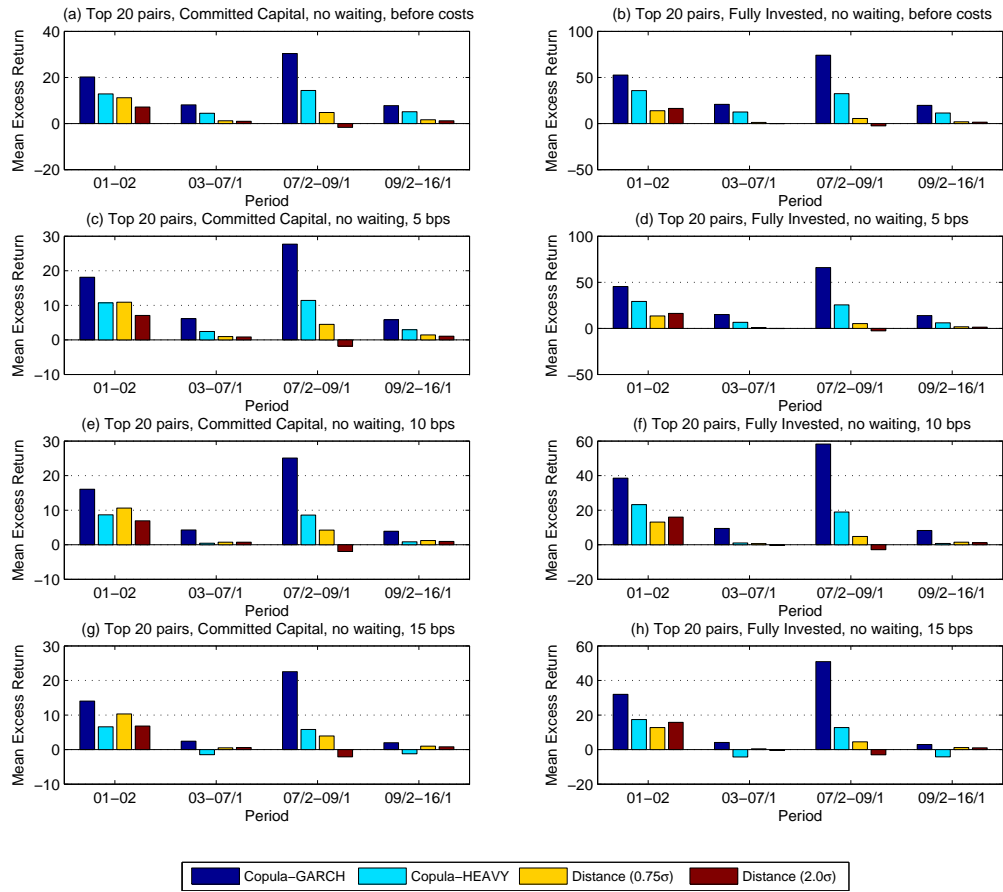 (a) Top 20 pairs, Committed Capital, no waiting, before costs
Mean Excess Return
40
20
0
−20
01−02
03−07/1
07/2−09/1
09/2−16/1
Period
(b) Top 20 pairs, Fully Invested, no waiting, before costs
Mean Excess Return
100
50
0
−50
01−02
03−07/1
07/2−09/1
09/2−16/1
Period
(c) Top 20 pairs, Committed Capital, no waiting, 5 bps
Mean Excess Return
30
20
10
0
−10
01−02
03−07/1
07/2−09/1
09/2−16/1
Period
(d) Top 20 pairs, Fully Invested, no waiting, 5 bps
Mean Excess Return
100
50
0
−50
01−02
03−07/1
07/2−09/1
09/2−16/1
Period
(e) Top 20 pairs, Committed Capital, no waiting, 10 bps
Mean Excess Return
30
20
10
0
−10
01−02
03−07/1
07/2−09/1
09/2−16/1
Period
(f) Top 20 pairs, Fully Invested, no waiting, 10 bps
Mean Excess Return
60
40
20
0
−20
01−02
03−07/1
07/2−09/1
09/2−16/1
Period
(g) Top 20 pairs, Committed Capital, no waiting, 15 bps
Mean Excess Return
30
20
10
0
−10
01−02
03−07/1
07/2−09/1
09/2−16/1
Period
(h) Top 20 pairs, Fully Invested, no waiting, 15 bps
Mean Excess Return
60
40
20
0
−20
01−02
03−07/1
07/2−09/1
09/2−16/1
Period
Copula−GARCH
Copula−HEAVY
Distance (0.75σ)
Distance (2.0σ)